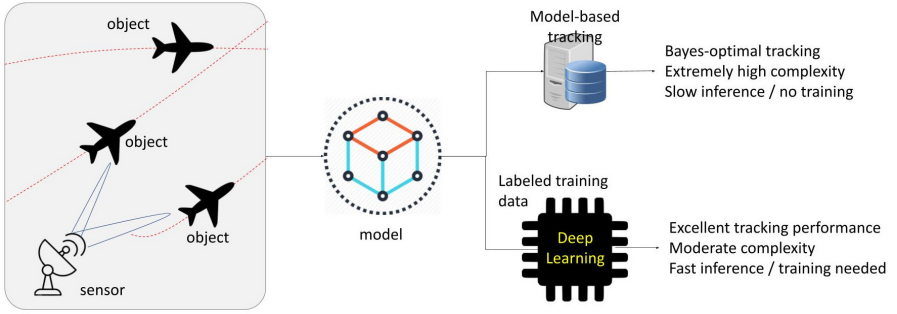 object
object
object
sensor
model
Model-based
tracking
Bayes-optimal tracking
Extremely high complexity
Slow inference / no training
Labeled training
data
Deep
Learning
Excellent tracking performance
Moderate complexity
Fast inference / training needed